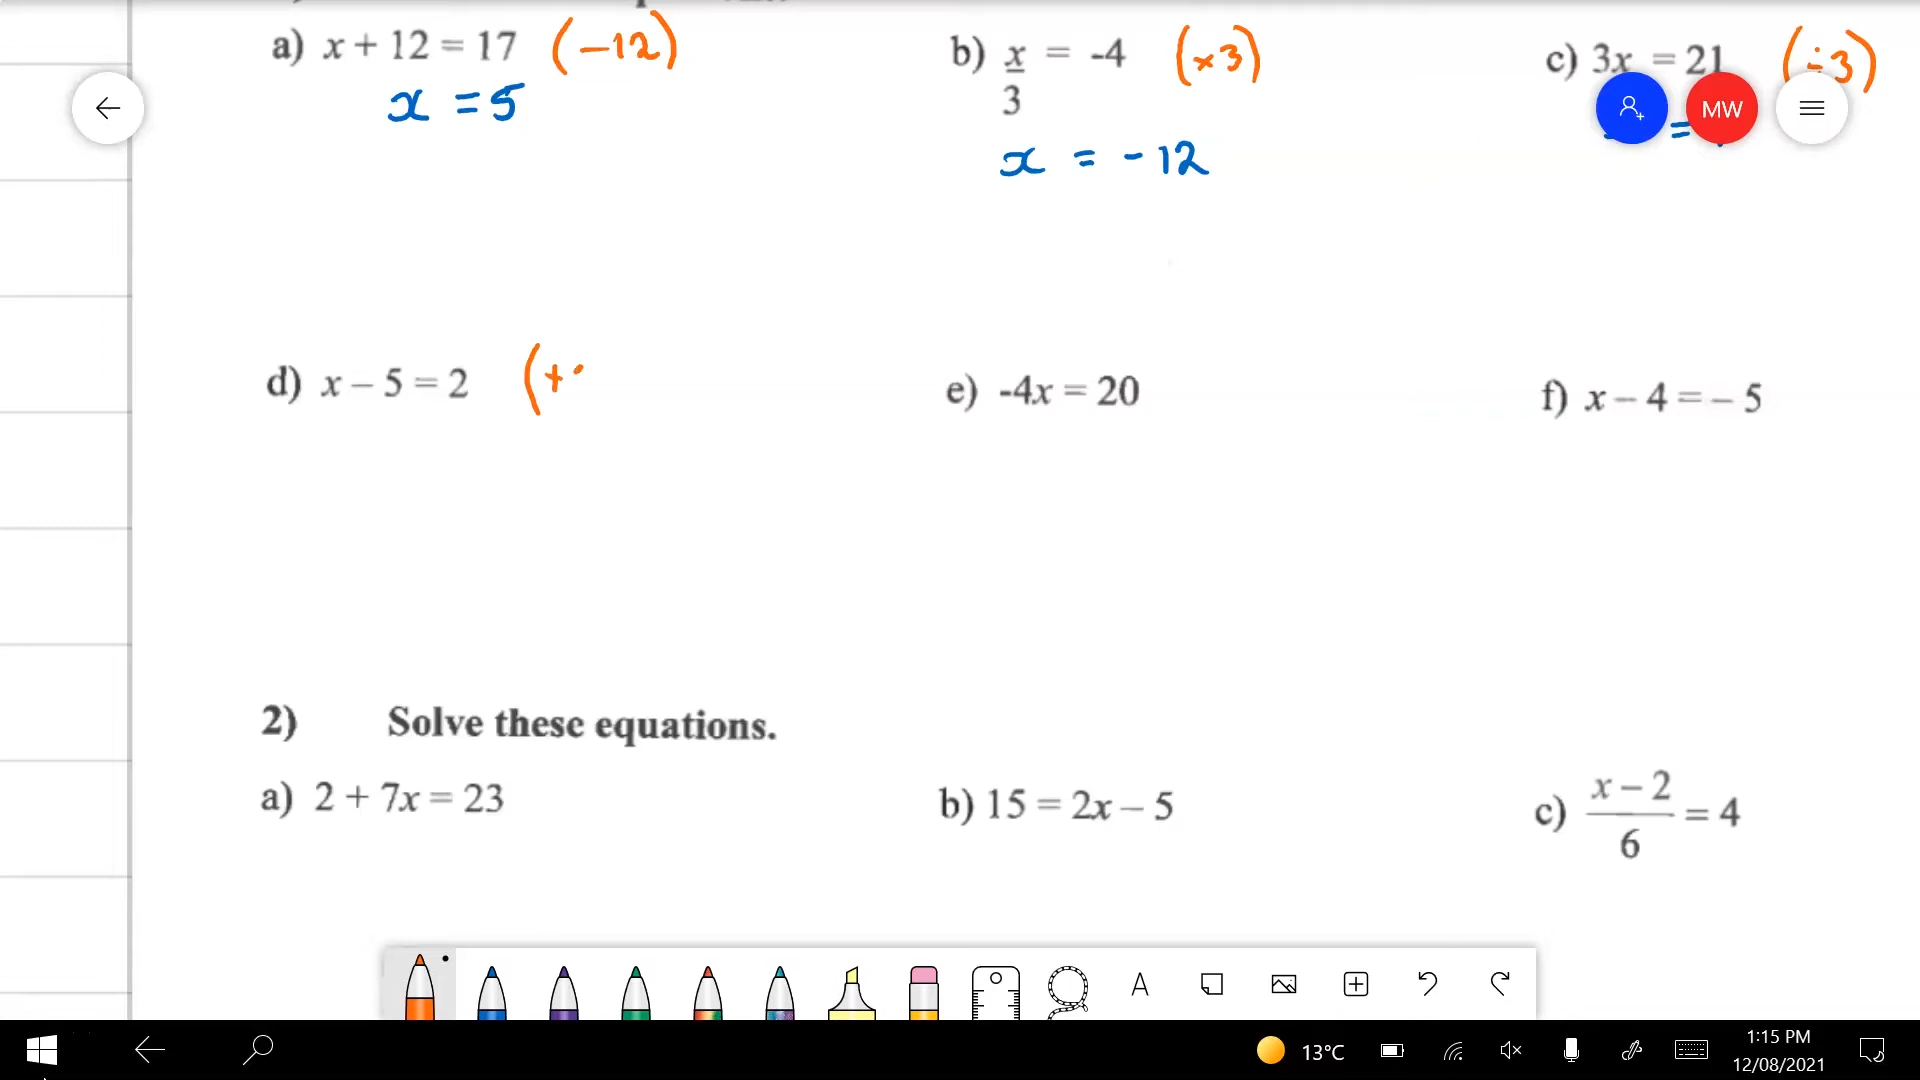 a) x + 12 = 17 (-12)
x = 5
b) x/3 = -4 (×3)
x = -12
c) 3x = 21 (÷3)
=
MW
d) x – 5 = 2 (+
e) -4x = 20
f) x – 4 = – 5
2) Solve these equations.
a) 2 + 7x = 23
b) 15 = 2x – 5
c) x – 2/6 = 4
A
13°C
1:15 PM
12/08/2021